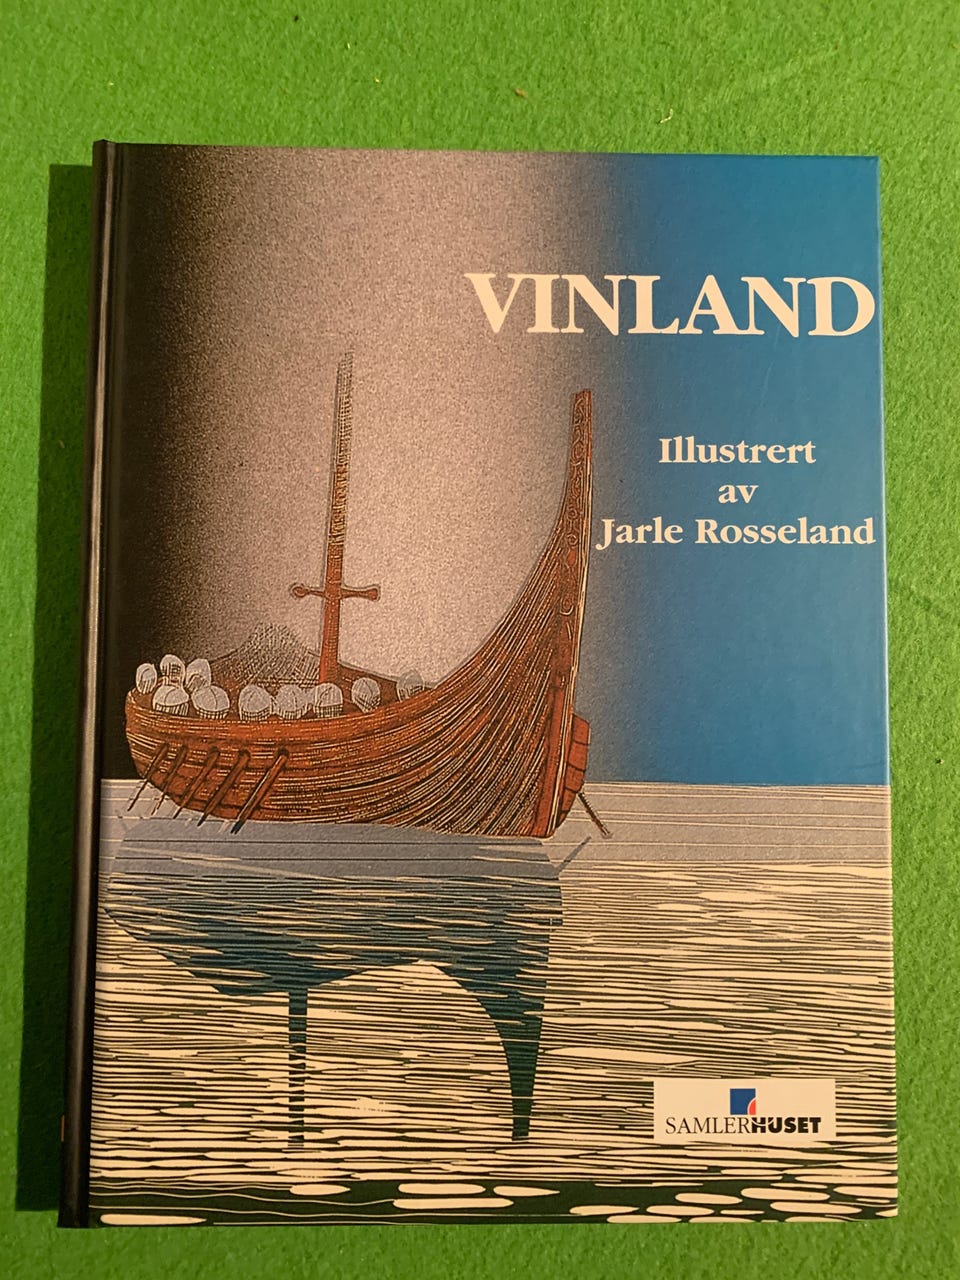 VINLAND
Illustrert
av
Jarle Rosseland
SAMLERHUSET